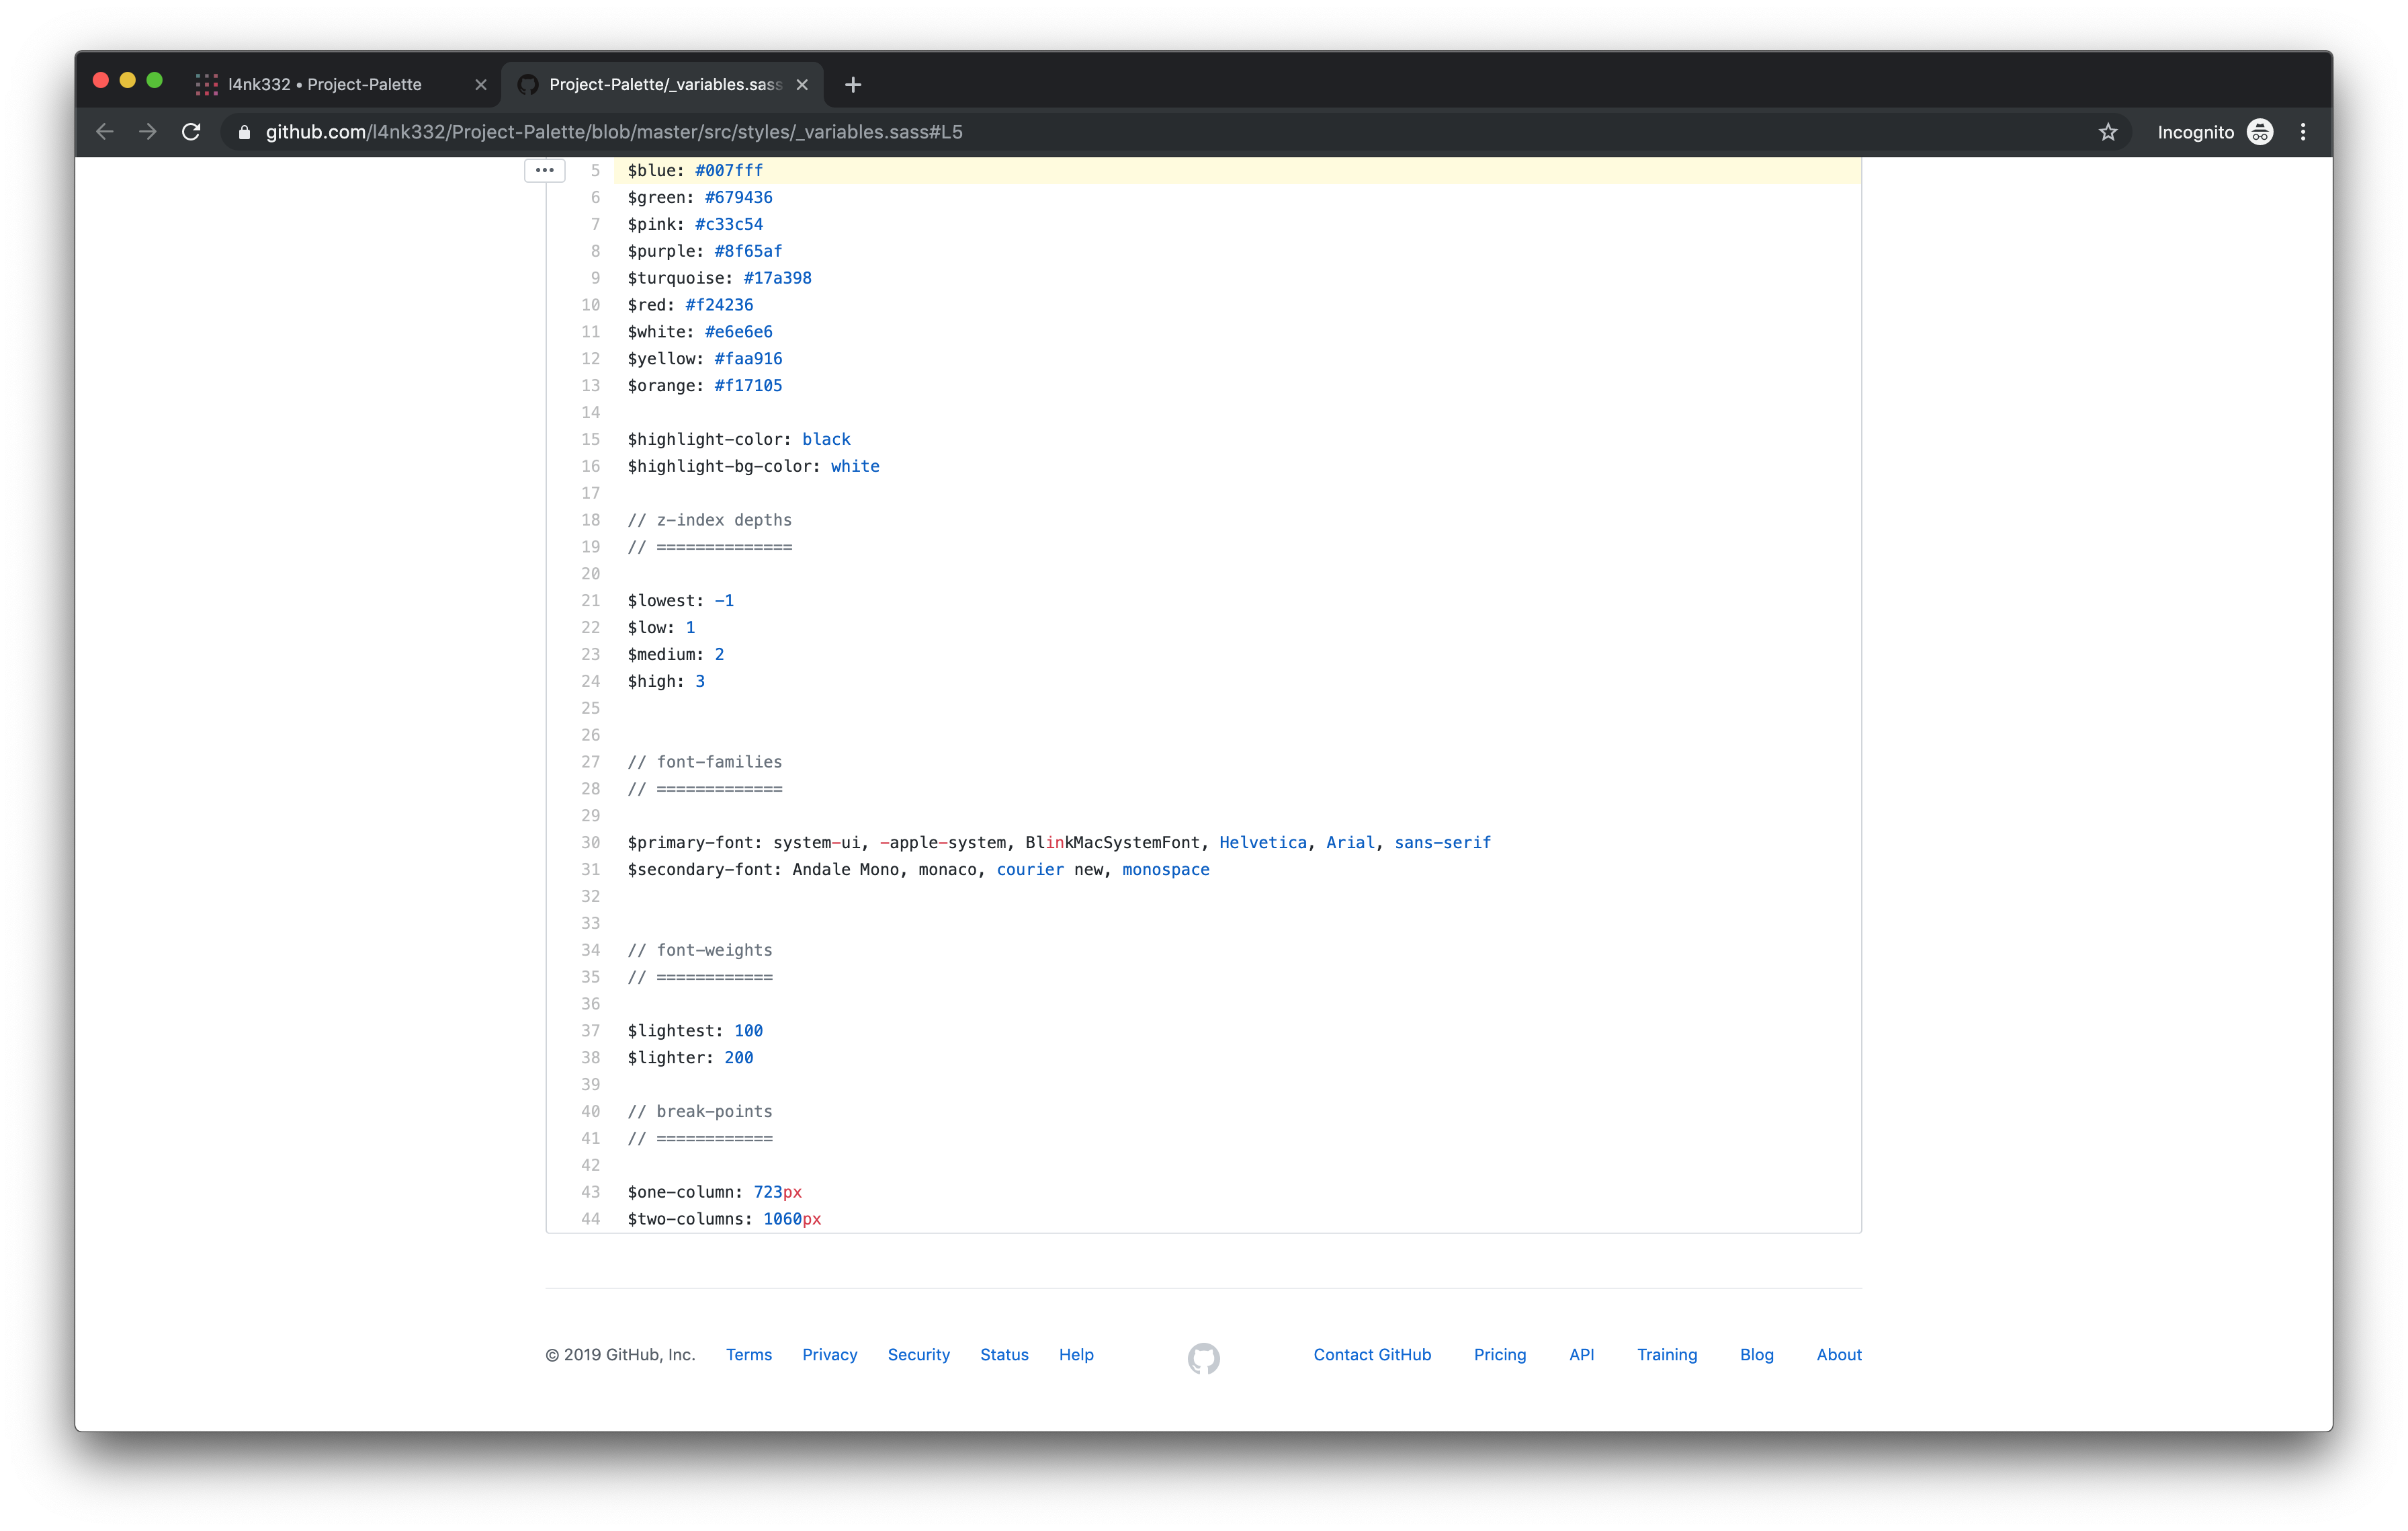 l4nk332 • Project-Palette
Project-Palette/_variables.sass
github.com/l4nk332/Project-Palette/blob/master/src/styles/_variables.sass#L5
Incognito
5 $blue: #007fff
6 $green: #679436
7 $pink: #c33c54
8 $purple: #8f65af
9 $turquoise: #17a398
10 $red: #f24236
11 $white: #e6e6e6
12 $yellow: #faa916
13 $orange: #f17105
14
15 $highlight-color: black
16 $highlight-bg-color: white
17
18 // z-index depths
19 // ==============
20
21 $lowest: -1
22 $low: 1
23 $medium: 2
24 $high: 3
25
26
27 // font-families
28 // =============
29
30 $primary-font: system-ui, -apple-system, BlinkMacSystemFont, Helvetica, Arial, sans-serif
31 $secondary-font: Andale Mono, monaco, courier new, monospace
32
33
34 // font-weights
35 // ============
36
37 $lightest: 100
38 $lighter: 200
39
40 // break-points
41 // ============
42
43 $one-column: 723px
44 $two-columns: 1060px
© 2019 GitHub, Inc. Terms Privacy Security Status Help Contact GitHub Pricing API Training Blog About